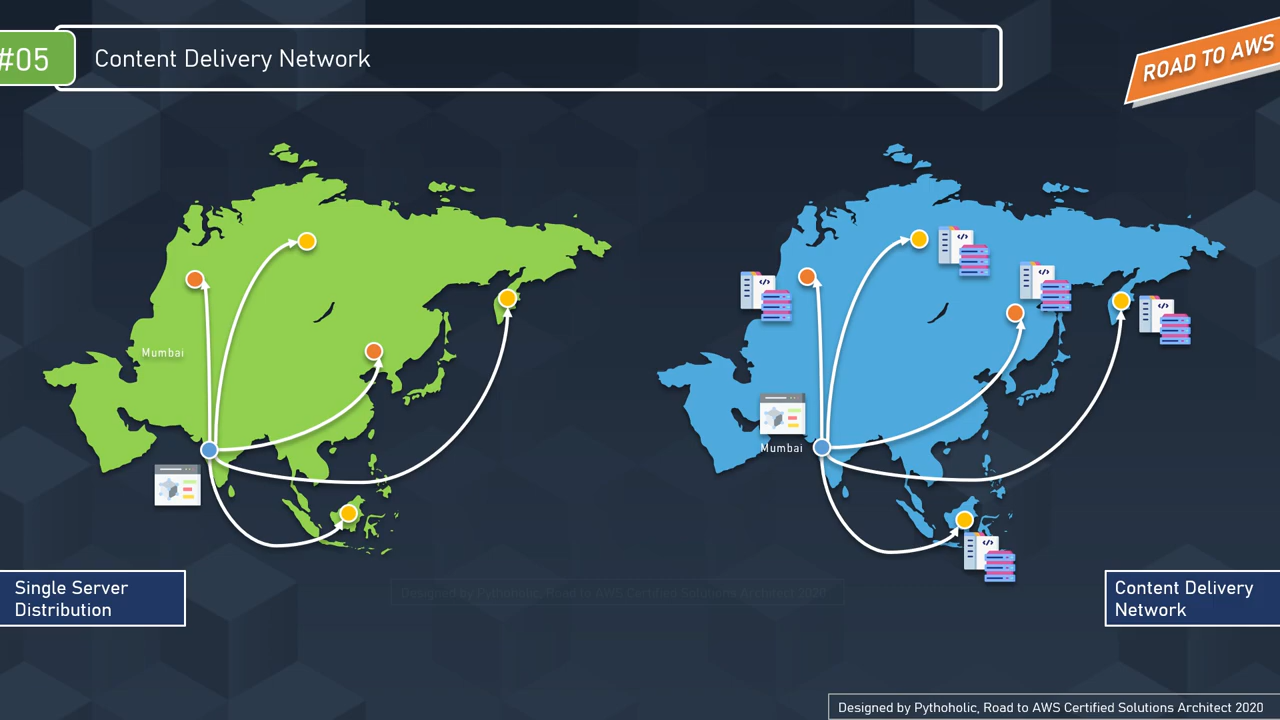 #05
Content Delivery Network
ROAD TO AWS
Mumbai
Mumbai
Single Server
Distribution
Designed by Pythoholic, Road to AWS Certified Solutions Architect 2020
Content Delivery
Network
Designed by Pythoholic, Road to AWS Certified Solutions Architect 2020